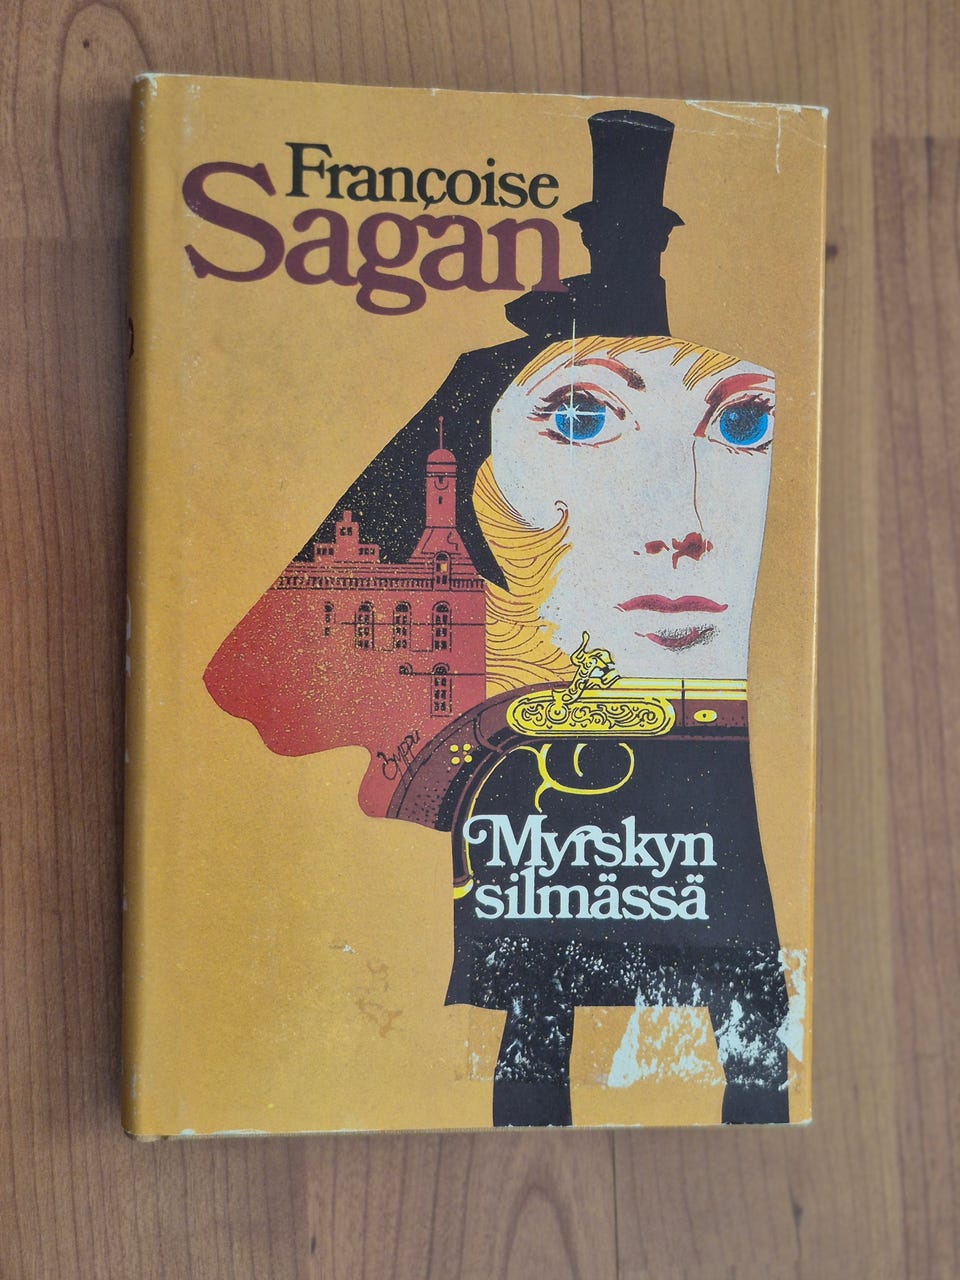 Françoise
Sagan
Myrskyn
silmässä